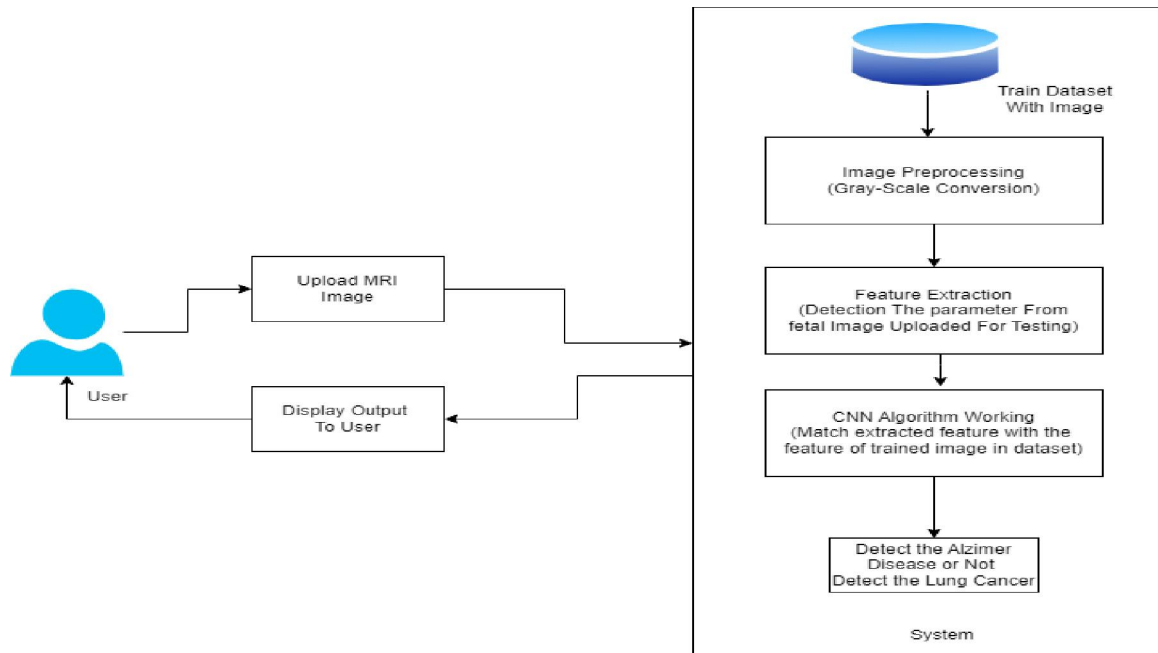 Train Dataset
With Image
Image Preprocessing
(Gray-Scale Conversion)
Upload MRI
Image
Feature Extraction
(Detection The parameter From
fetal Image Uploaded For Testing)
User
Display Output
To User
CNN Algorithm Working
(Match extracted feature with the
feature of trained image in dataset)
Detect the Alzimer
Disease or Not
Detect the Lung Cancer
System